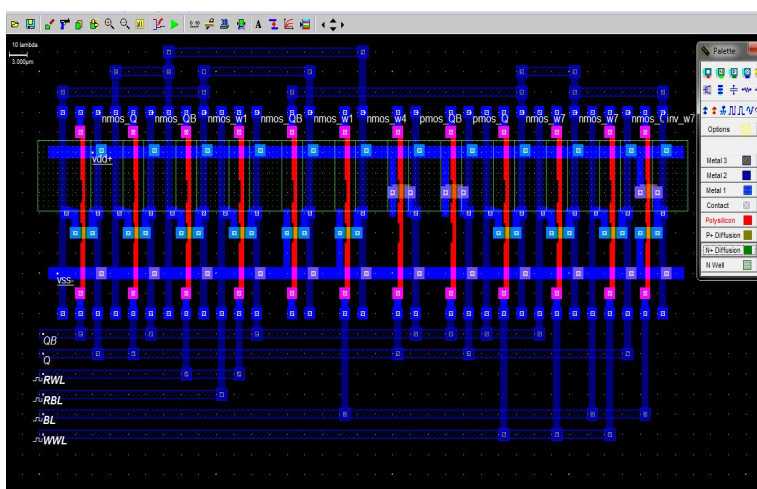 10 lambda
3.000µm
Palette
nmos_Q nmos_QB nmos_w1 nmos_QB nmos_w1 nmos_w4 pmos_QB pmos_Q nmos_w7 nmos_w7 nmos_Q inv_w7
Options
vdd+
Metal 3
Metal 2
Metal 1
Contact
Polysilicon
P+ Diffusion
N+ Diffusion
N Well
vss-
QB
Q
RWL
RBL
BL
WWL